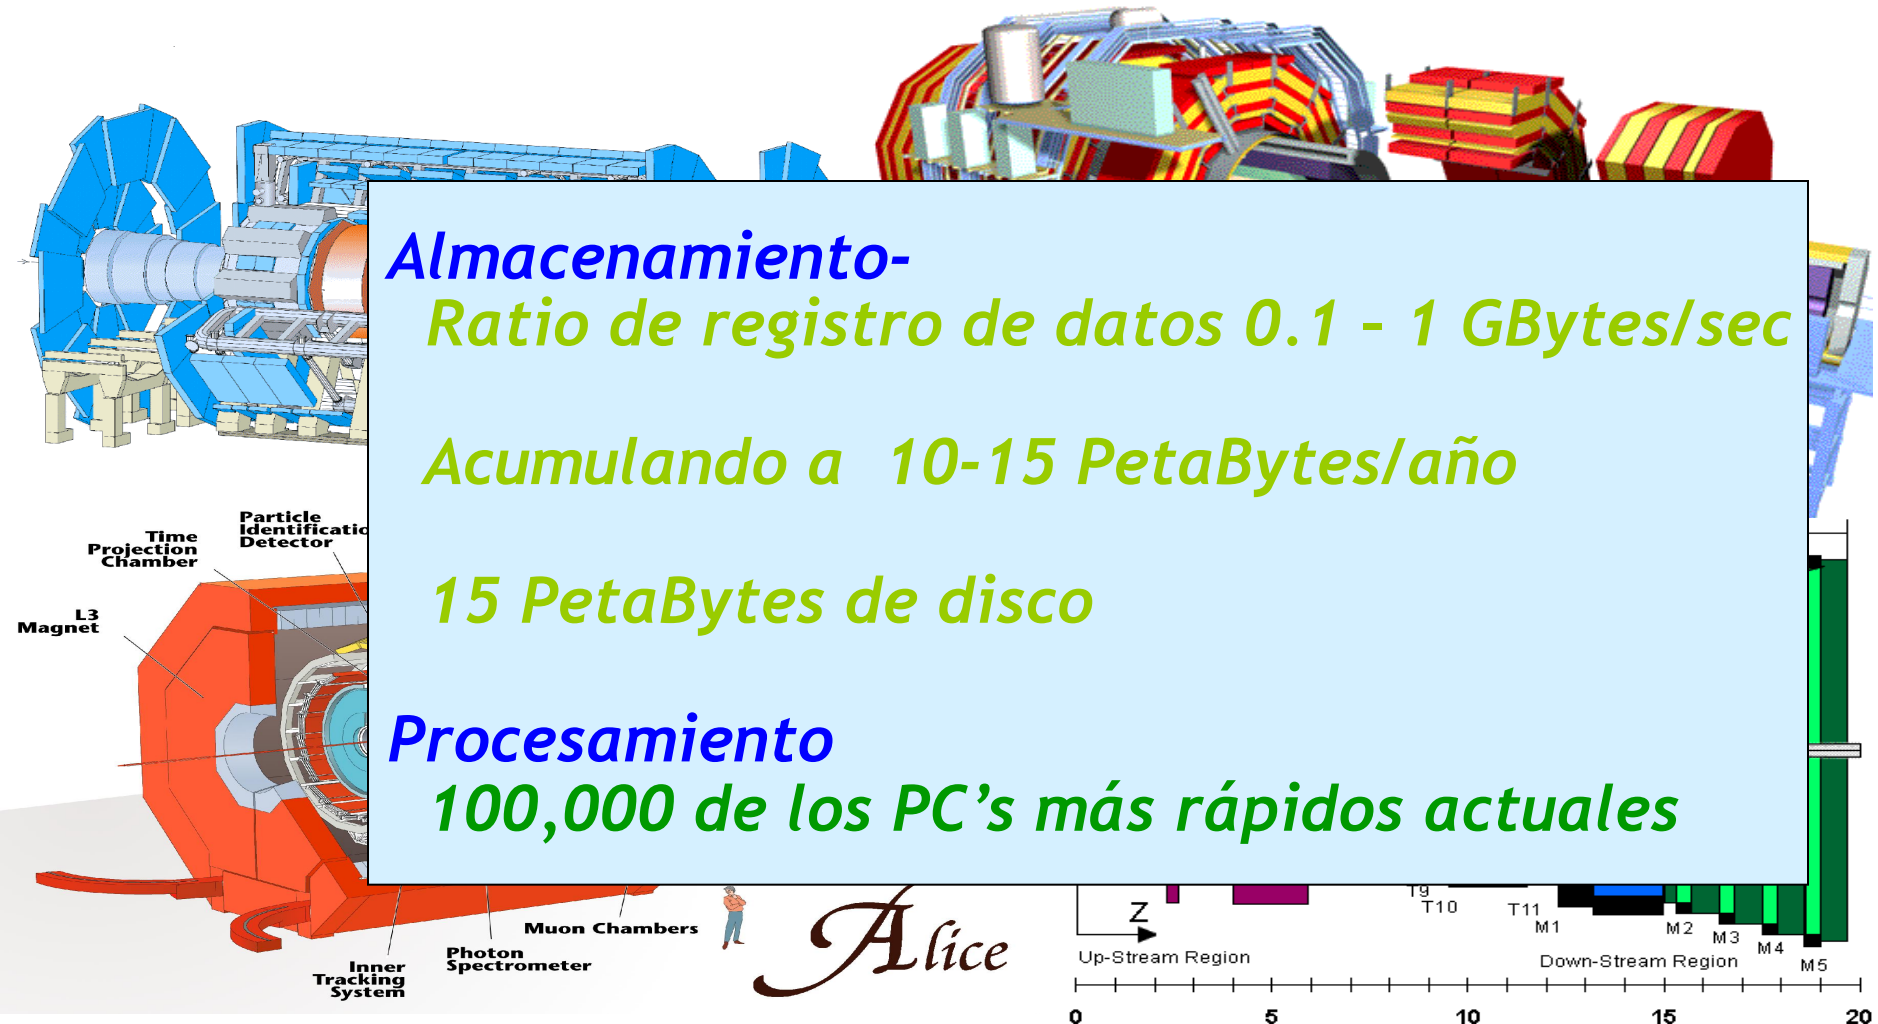 Almacenamiento-
Ratio de registro de datos 0.1 – 1 GBytes/sec
Acumulando a 10-15 PetaBytes/año
15 PetaBytes de disco
Procesamiento
100,000 de los PC’s más rápidos actuales
Particle
Identificatio
Detector
Time
Projection
Chamber
L3
Magnet
Muon Chambers
Photon
Spectrometer
Inner
Tracking
System
Alice
Z
Up-Stream Region
T9
T10
T11
M1
M2
M3
M4
M5
Down-Stream Region
0 5 10 15 20